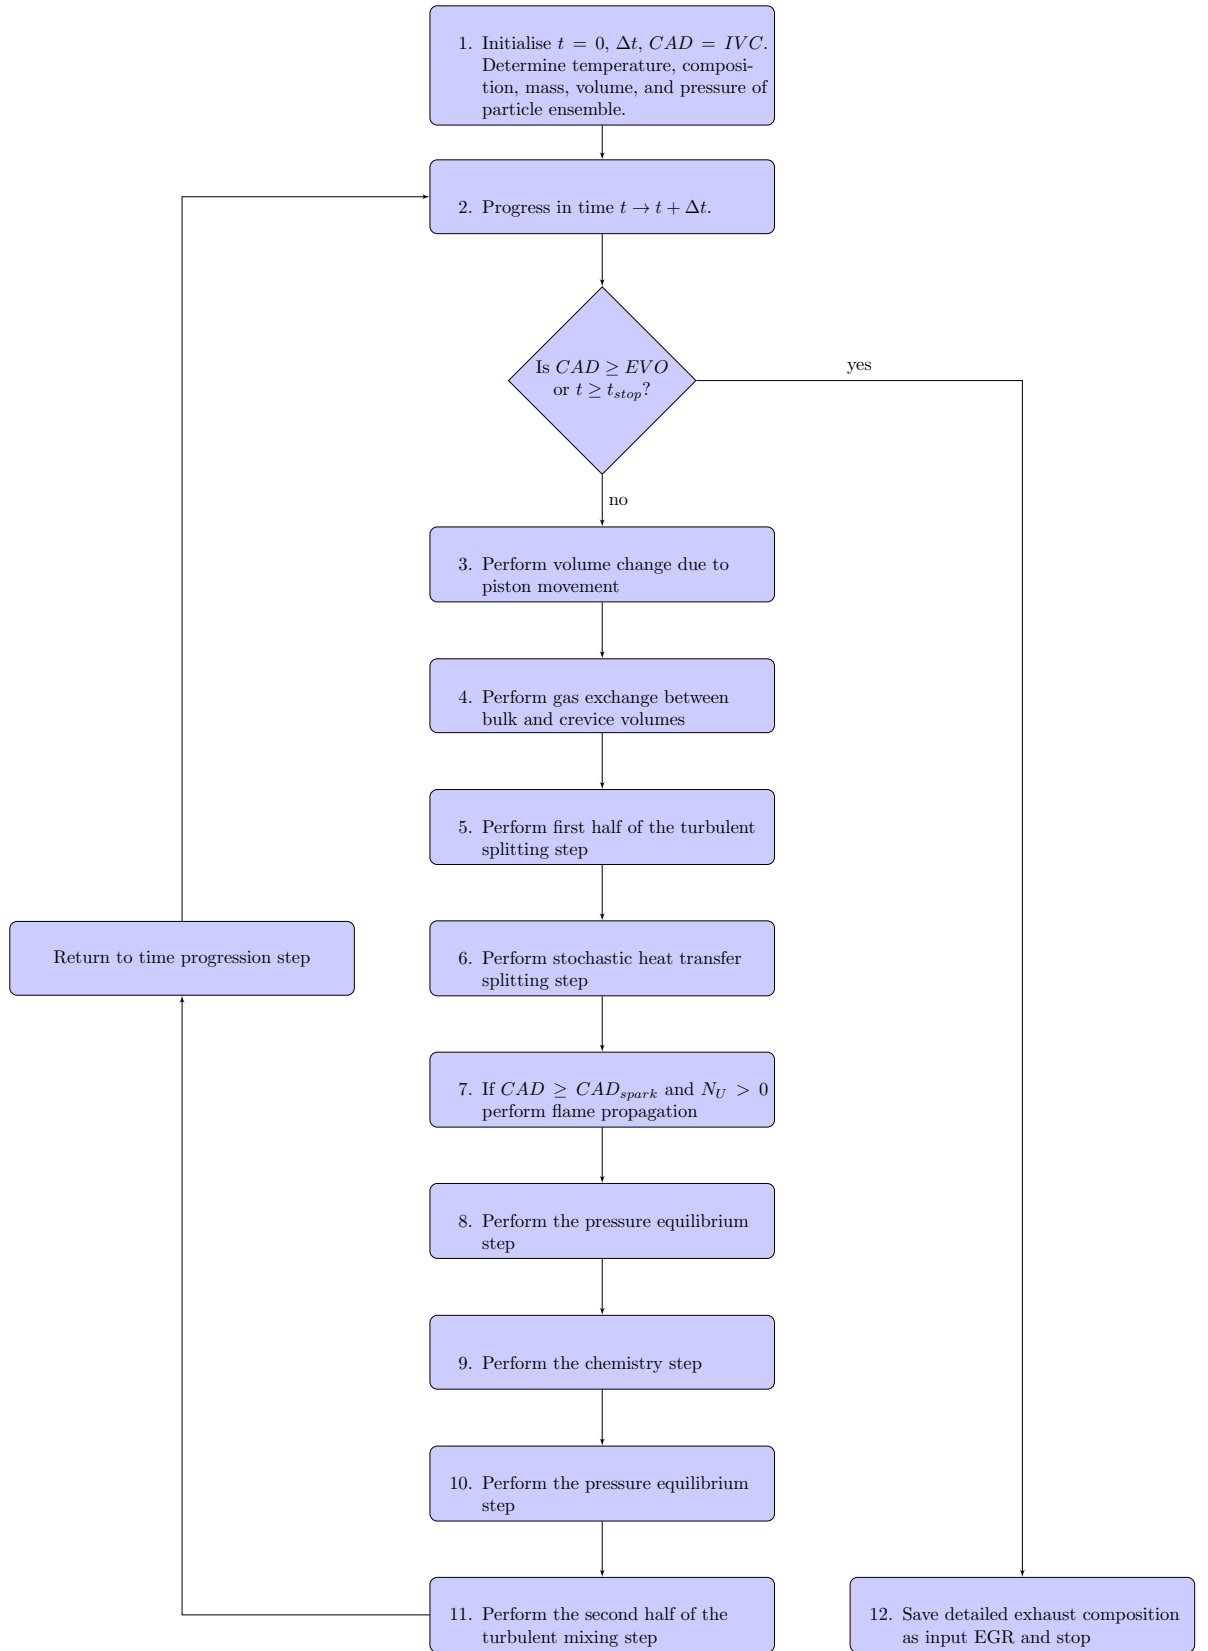 1. Initialise t = 0, Δt, CAD = IVC.
Determine temperature, composi-
tion, mass, volume, and pressure of
particle ensemble.
2. Progress in time t → t + Δt.
Is CAD ≥ EVO
or t ≥ t_stop?
yes
no
3. Perform volume change due to
piston movement
4. Perform gas exchange between
bulk and crevice volumes
5. Perform first half of the turbulent
splitting step
Return to time progression step
6. Perform stochastic heat transfer
splitting step
7. If CAD ≥ CAD_spark and N_U > 0
perform flame propagation
8. Perform the pressure equilibrium
step
9. Perform the chemistry step
10. Perform the pressure equilibrium
step
11. Perform the second half of the
turbulent mixing step
12. Save detailed exhaust composition
as input EGR and stop